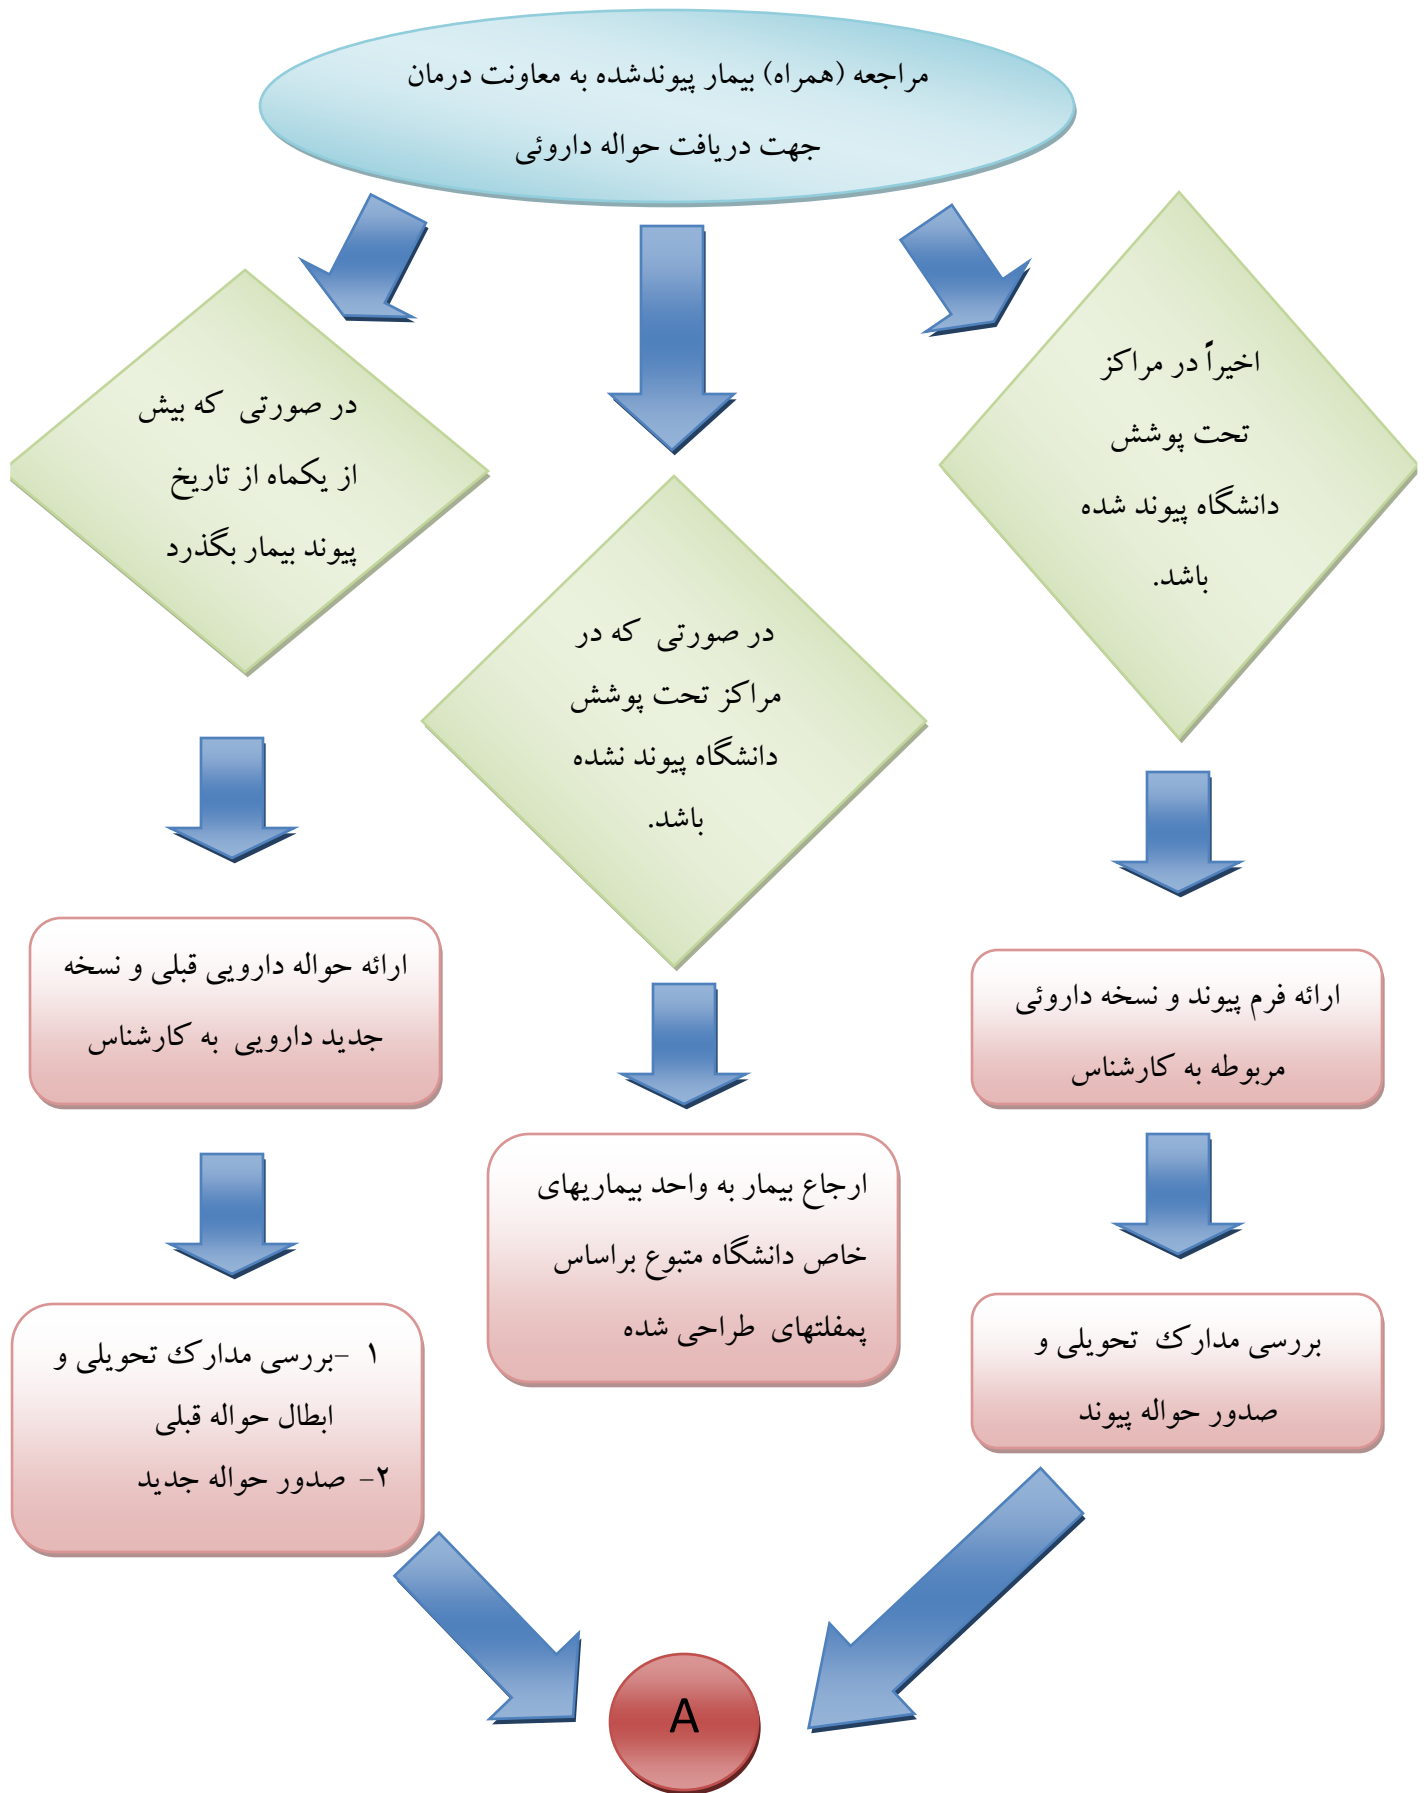 مراجعه (همراه) بیمار پیوندشده به معاونت درمان
جهت دریافت حواله داروئی
اخیراً در مراکز
تحت پوشش
دانشگاه پیوند شده
باشد.
در صورتی که در
مراکز تحت پوشش
دانشگاه پیوند نشده
باشد.
در صورتی که بیش
از یکماه از تاریخ
پیوند بیمار بگذرد
ارائه فرم پیوند و نسخه داروئی
مربوطه به کارشناس
ارجاع بیمار به واحد بیماریهای
خاص دانشگاه متبوع براساس
پمفلتهای طراحی شده
ارائه حواله دارویی قبلی و نسخه
جدید دارویی به کارشناس
بررسی مدارک تحویلی و
صدور حواله پیوند
۱ -بررسی مدارک تحویلی و
ابطال حواله قبلی
۲- صدور حواله جدید
A